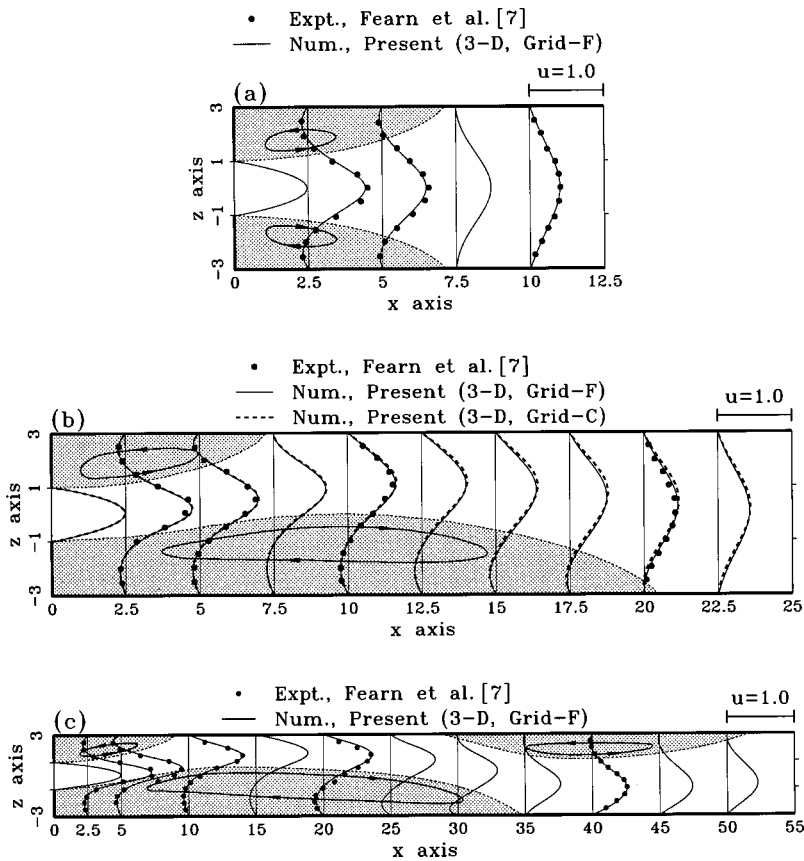 Expt., Fearn et al.[7]
Num., Present (3-D, Grid-F)
u=1.0
(a)
3
1
-1
-3
z axis
0 2.5 5 7.5 10 12.5
x axis
Expt., Fearn et al.[7]
Num., Present (3-D, Grid-F)
Num., Present (3-D, Grid-C)
u=1.0
(b)
3
1
-1
-3
z axis
0 2.5 5 7.5 10 12.5 15 17.5 20 22.5 25
x axis
Expt., Fearn et al.[7]
Num., Present (3-D, Grid-F)
u=1.0
(c)
3
-3
z axis
0 2.5 5 10 15 20 25 30 35 40 45 50 55
x axis